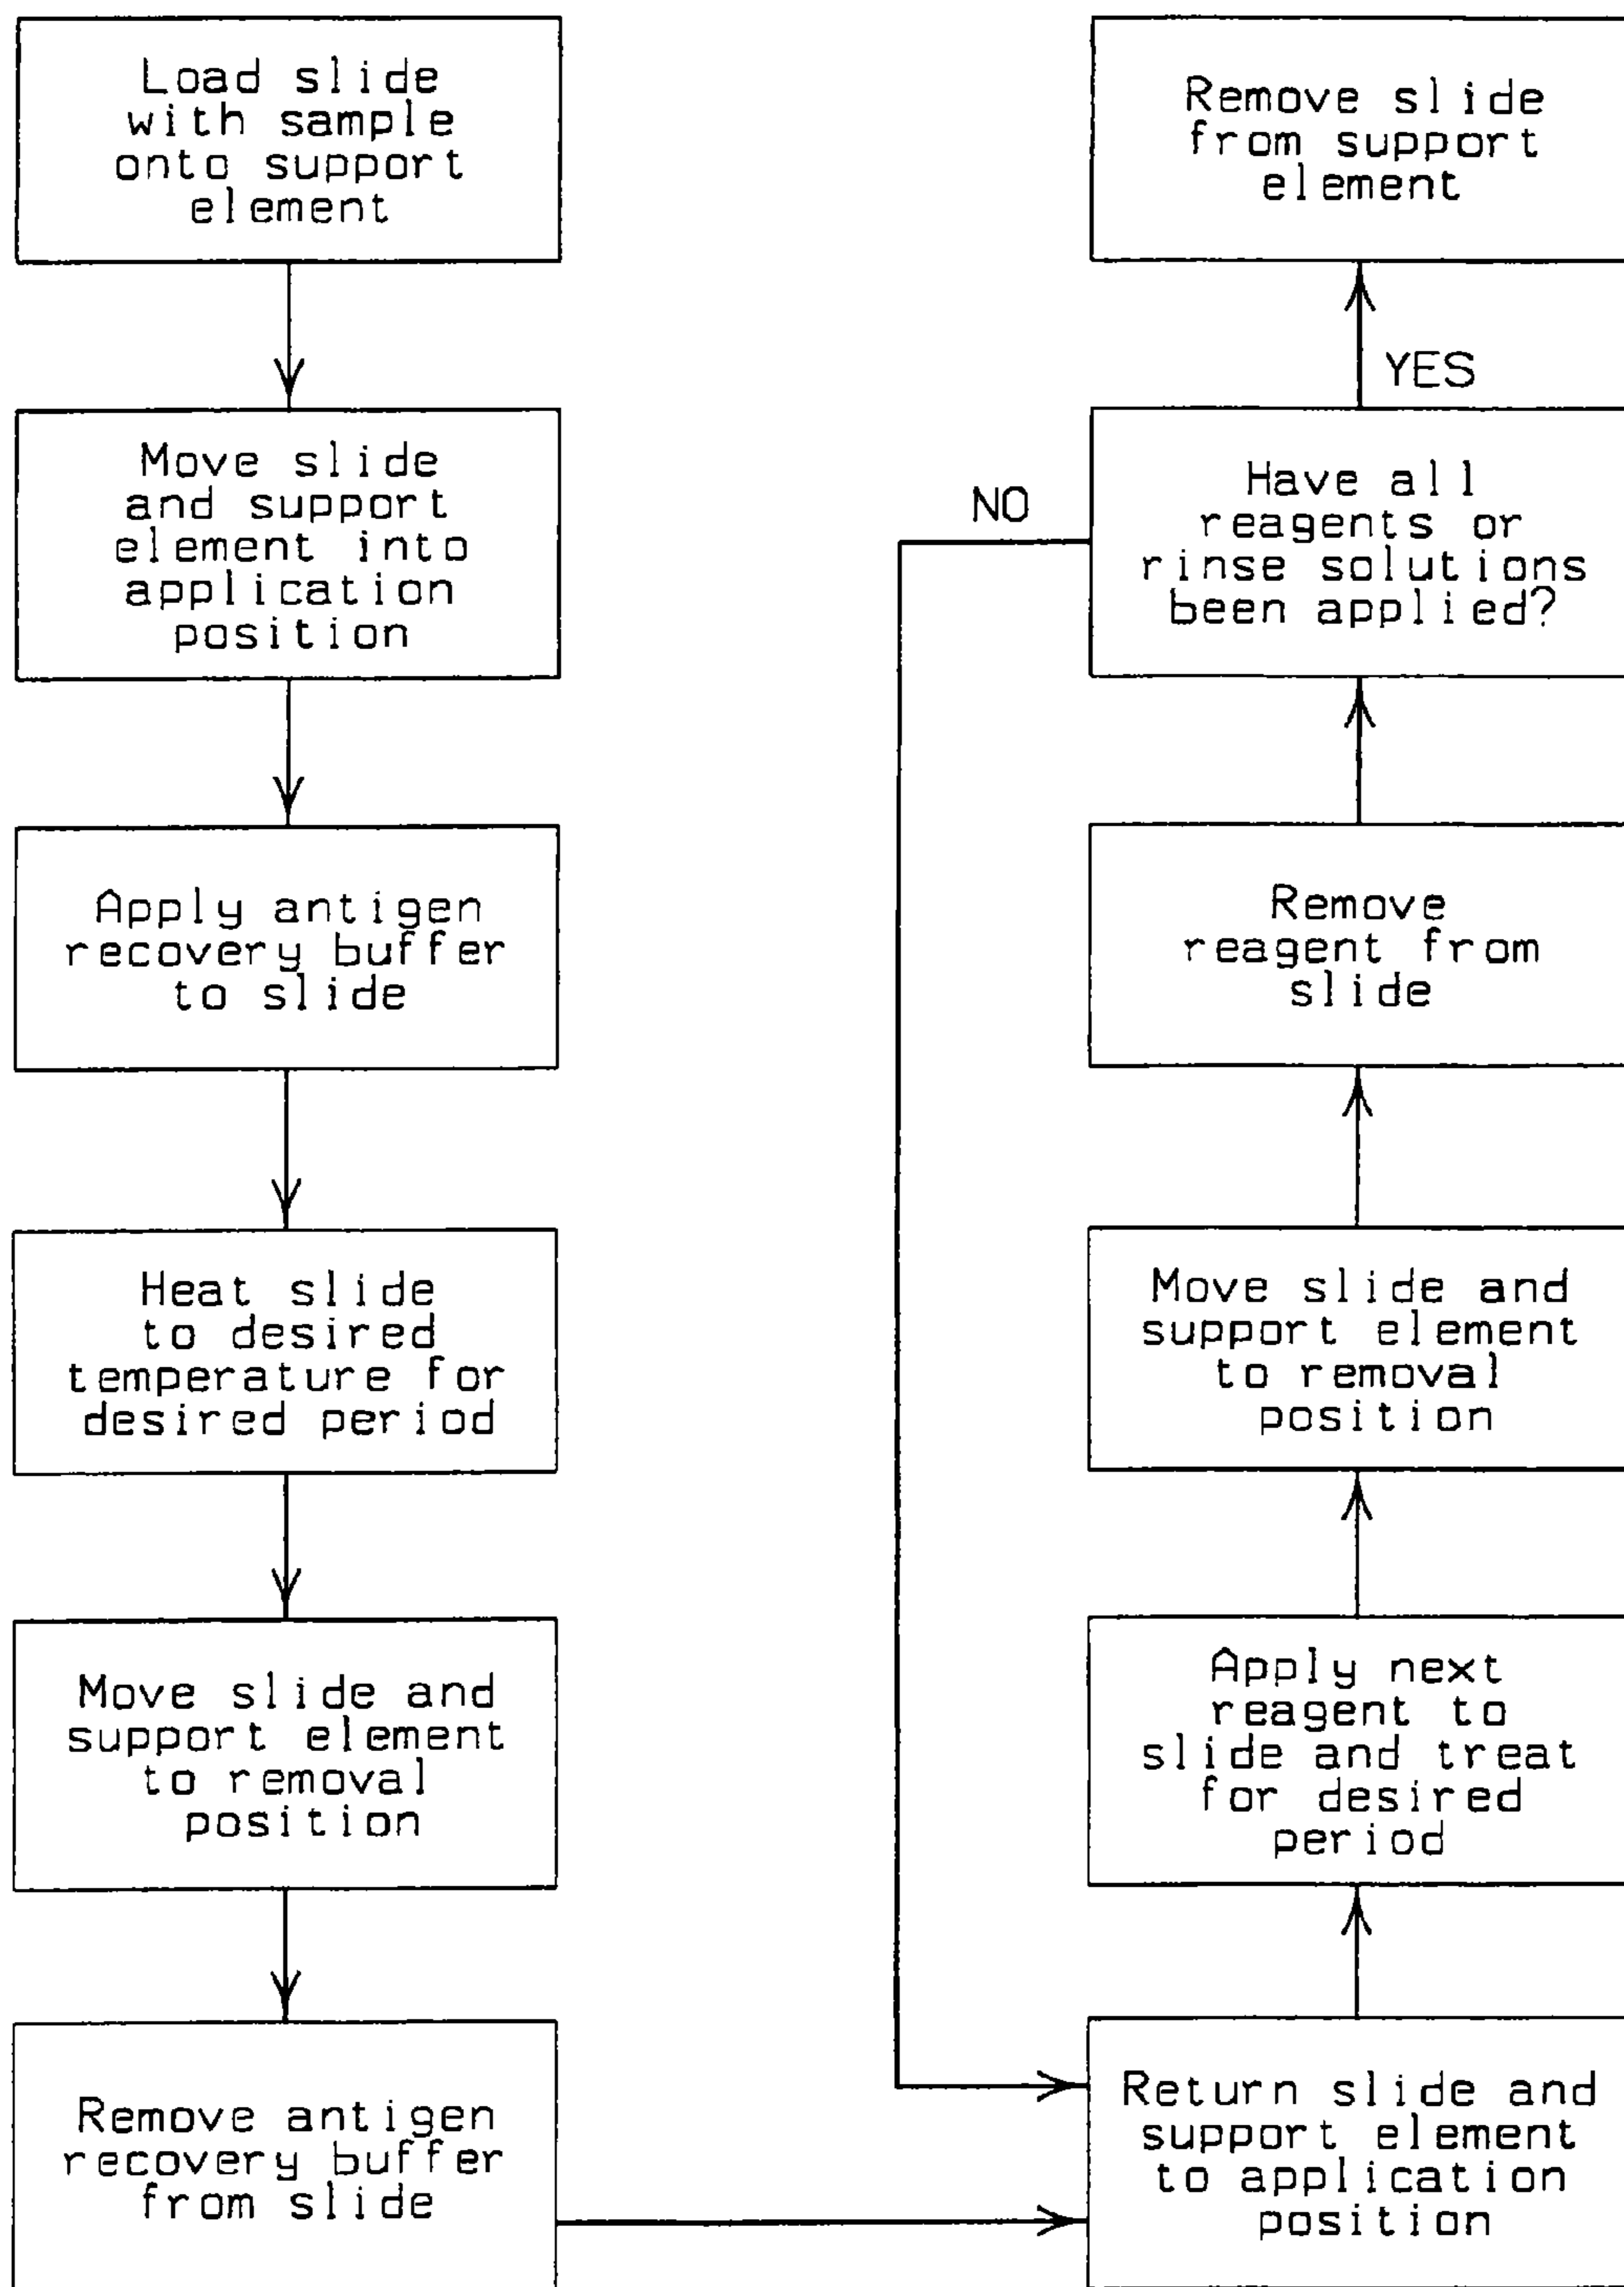 Load slide
with sample
onto support
element
Move slide
and support
element into
application
position
Apply antigen
recovery buffer
to slide
Heat slide
to desired
temperature for
desired period
Move slide and
support element
to removal
position
Remove antigen
recovery buffer
from slide
Return slide and
support element
to application
position
Apply next
reagent to
slide and treat
for desired
period
Move slide and
support element
to removal
position
Remove
reagent from
slide
Have all
reagents or
rinse solutions
been applied?
NO
YES
Remove slide
from support
element